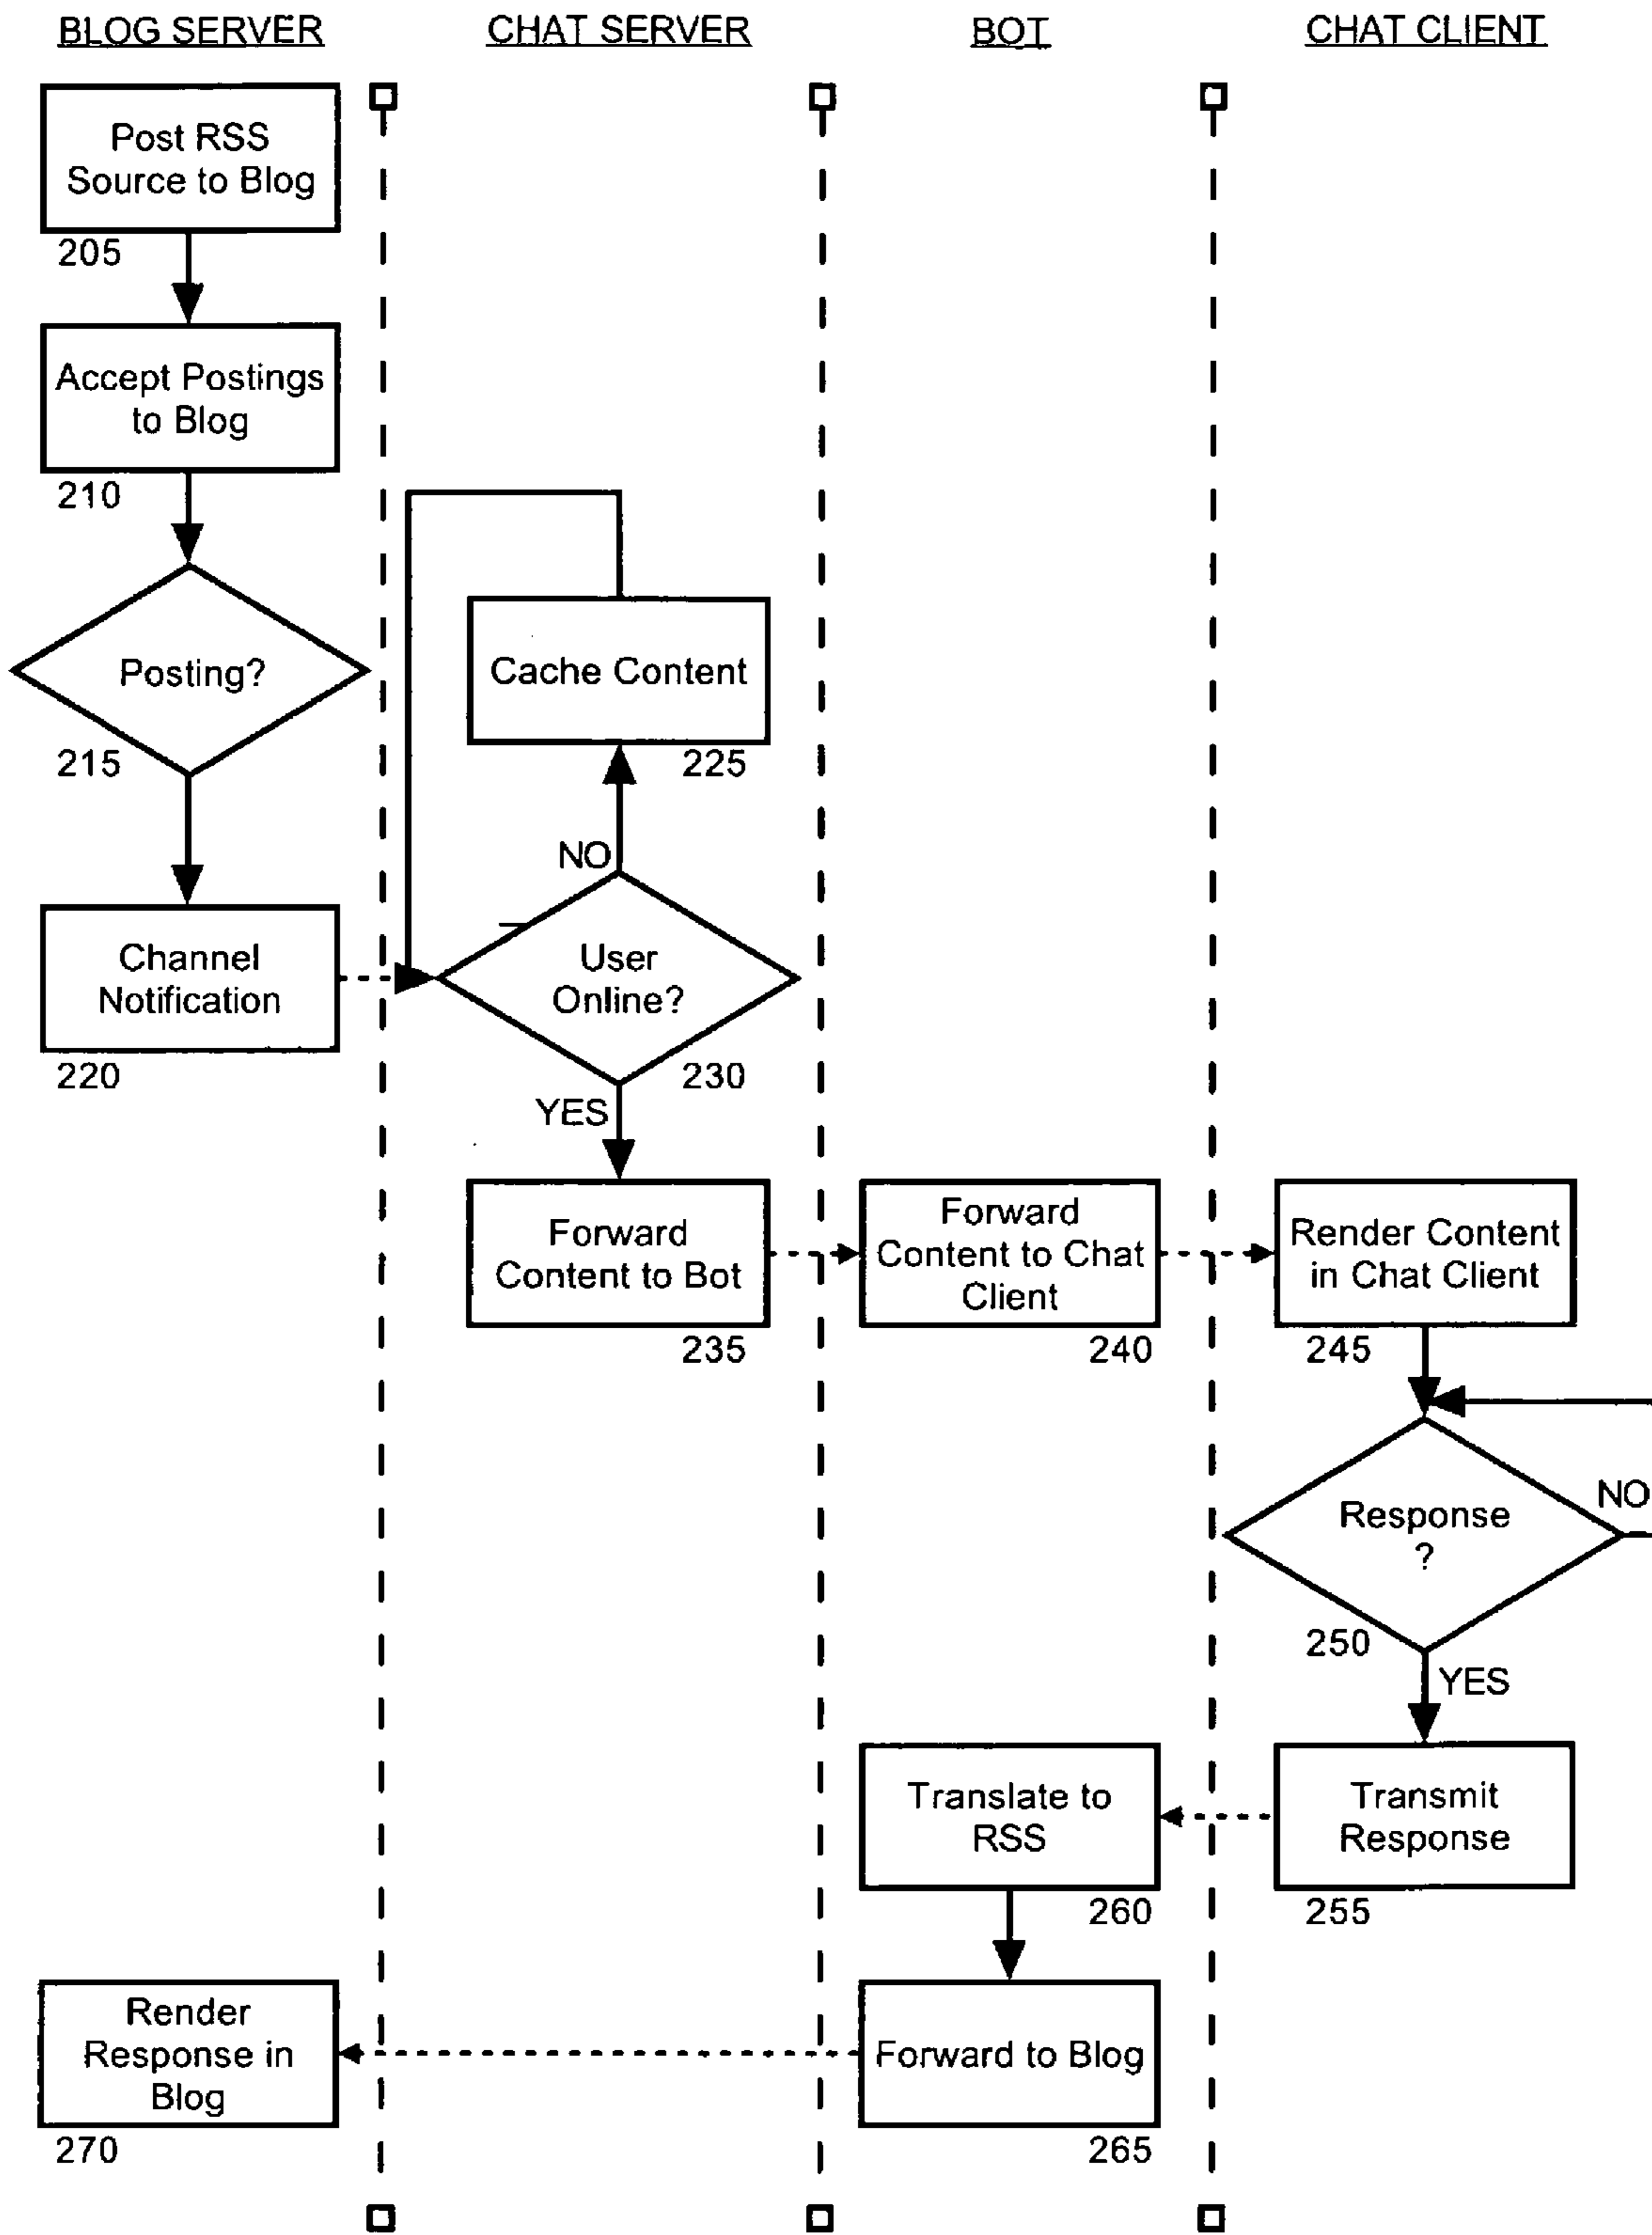 BLOG SERVER
CHAT SERVER
BOT
CHAT CLIENT
Post RSS
Source to Blog
205
Accept Postings
to Blog
210
Posting?
215
Channel
Notification
220
Cache Content
225
NO
User
Online?
230
YES
Forward
Content to Bot
235
Forward
Content to Chat
Client
240
Render Content
in Chat Client
245
Response
?
NO
250
YES
Transmit
Response
255
Translate to
RSS
260
Forward to Blog
265
Render
Response in
Blog
270